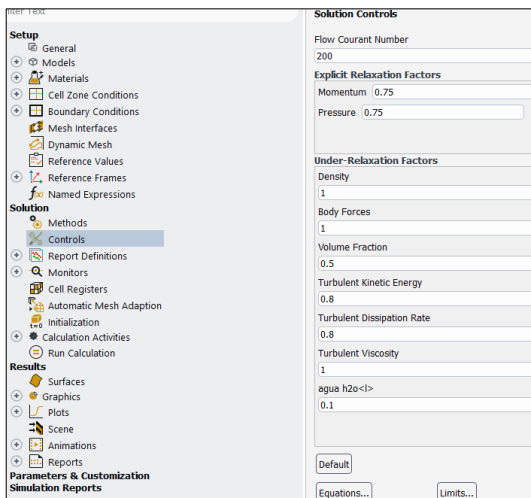 Filter Text
Setup
General
Models
Materials
Cell Zone Conditions
Boundary Conditions
Mesh Interfaces
Dynamic Mesh
Reference Values
Reference Frames
f(x) Named Expressions
Solution
Methods
Controls
Report Definitions
Monitors
Cell Registers
Automatic Mesh Adaption
t=0 Initialization
Calculation Activities
Run Calculation
Results
Surfaces
Graphics
Plots
Scene
Animations
Reports
Parameters & Customization
Simulation Reports
Solution Controls
Flow Courant Number
200
Explicit Relaxation Factors
Momentum 0.75
Pressure 0.75
Under-Relaxation Factors
Density
1
Body Forces
1
Volume Fraction
0.5
Turbulent Kinetic Energy
0.8
Turbulent Dissipation Rate
0.8
Turbulent Viscosity
1
agua h2o<l>
0.1
Default
Equations... Limits...